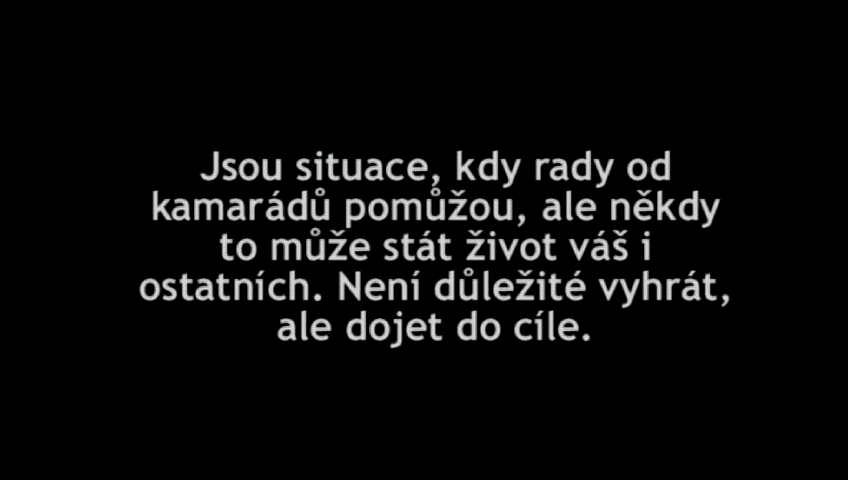 Jsou situace, kdy rady od
kamarádů pomůžou, ale někdy
to může stát život váš i
ostatních. Není důležité vyhrát,
ale dojet do cíle.